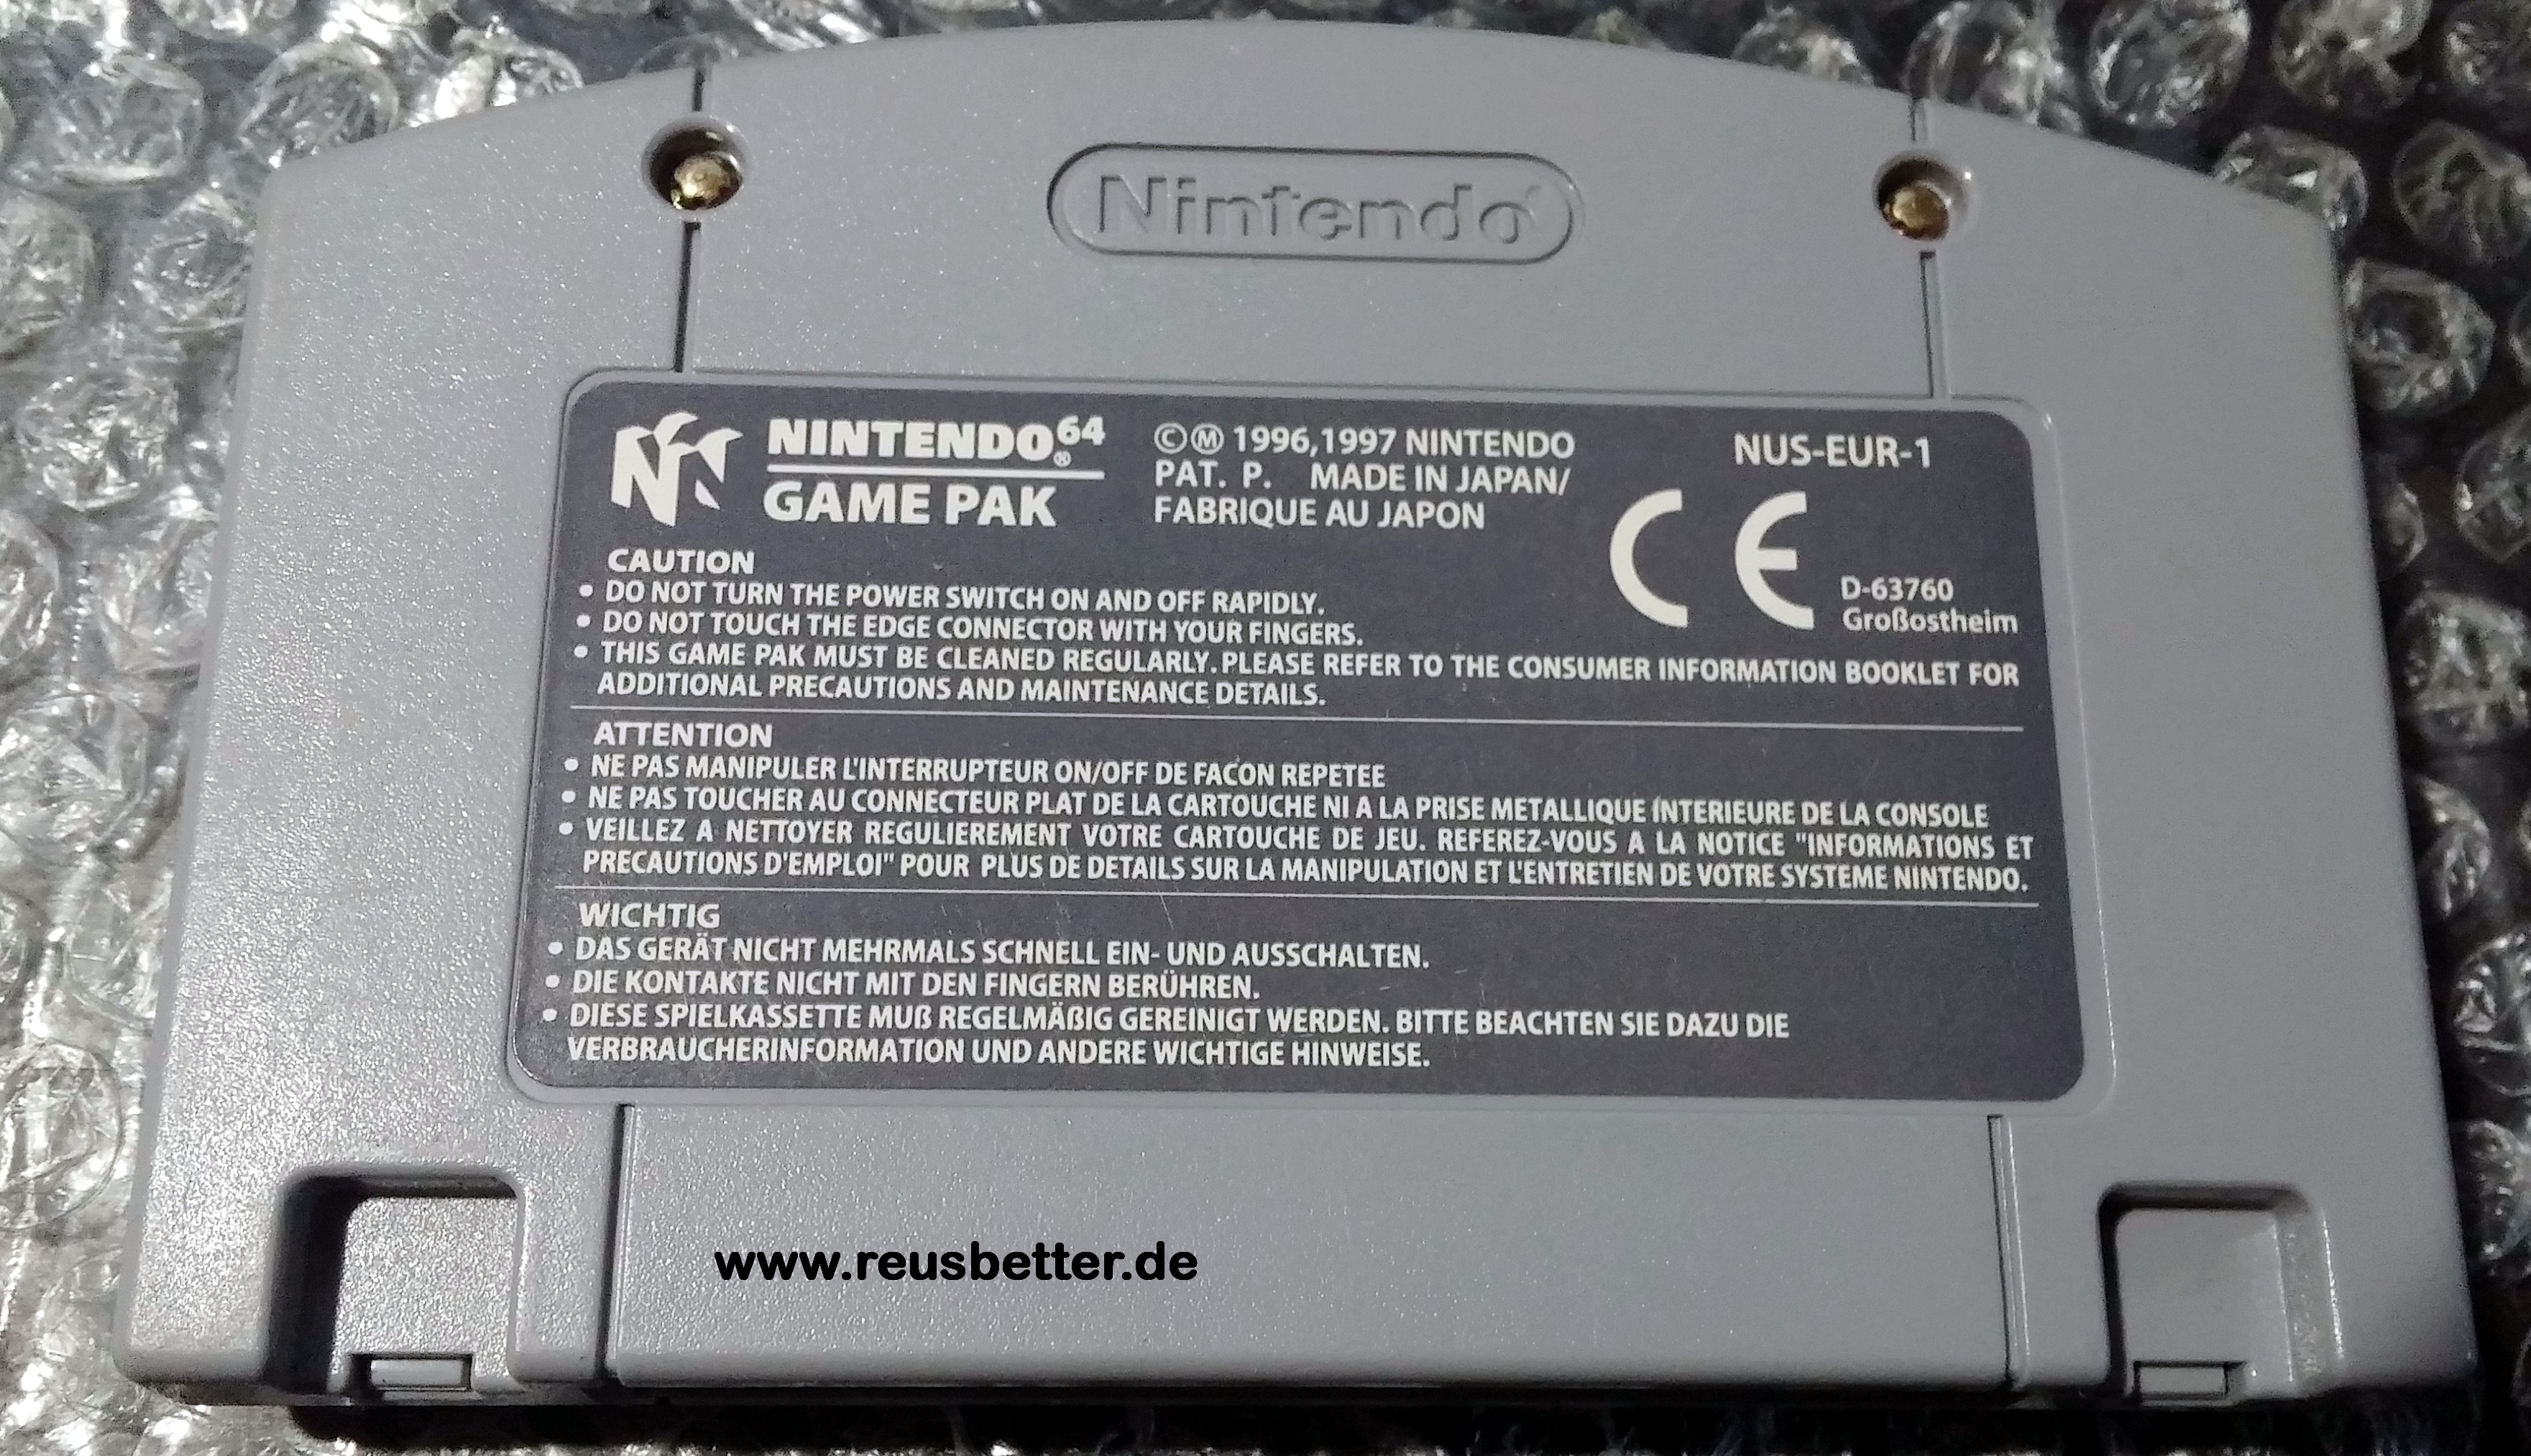 Nintendo
NINTENDO64®
GAME PAK
©Ⓜ 1996,1997 NINTENDO
PAT. P. MADE IN JAPAN/
FABRIQUE AU JAPON
NUS-EUR-1
CE
D-63760
Großostheim
CAUTION
• DO NOT TURN THE POWER SWITCH ON AND OFF RAPIDLY.
• DO NOT TOUCH THE EDGE CONNECTOR WITH YOUR FINGERS.
• THIS GAME PAK MUST BE CLEANED REGULARLY. PLEASE REFER TO THE CONSUMER INFORMATION BOOKLET FOR
ADDITIONAL PRECAUTIONS AND MAINTENANCE DETAILS.
ATTENTION
• NE PAS MANIPULER L'INTERRUPTEUR ON/OFF DE FACON REPETEE
• NE PAS TOUCHER AU CONNECTEUR PLAT DE LA CARTOUCHE NI A LA PRISE METALLIQUE INTERIEURE DE LA CONSOLE
• VEILLEZ A NETTOYER REGULIEREMENT VOTRE CARTOUCHE DE JEU. REFEREZ-VOUS A LA NOTICE "INFORMATIONS ET
PRECAUTIONS D'EMPLOI" POUR PLUS DE DETAILS SUR LA MANIPULATION ET L'ENTRETIEN DE VOTRE SYSTEME NINTENDO.
WICHTIG
• DAS GERÄT NICHT MEHRMALS SCHNELL EIN- UND AUSSCHALTEN.
• DIE KONTAKTE NICHT MIT DEN FINGERN BERÜHREN.
• DIESE SPIELKASSETTE MUß REGELMÄßIG GEREINIGT WERDEN. BITTE BEACHTEN SIE DAZU DIE
VERBRAUCHERINFORMATION UND ANDERE WICHTIGE HINWEISE.
www.reusbetter.de